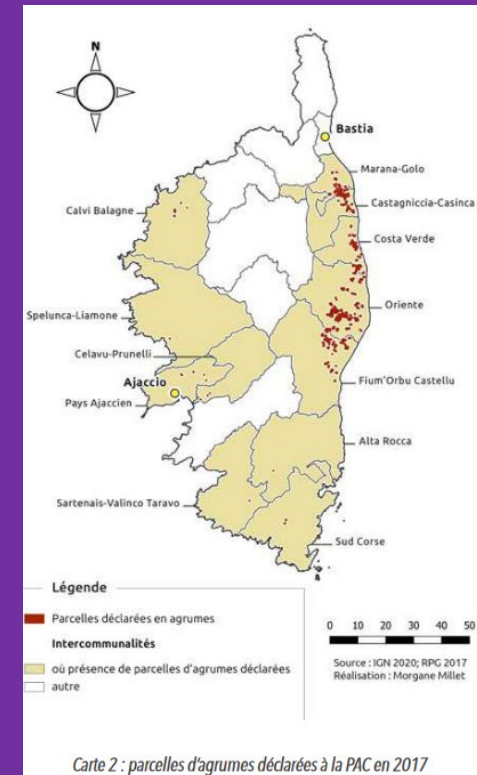 N
Bastia
Marana-Golo
Calvi Balagne
Castagniccia-Casinca
Costa Verde
Spelunca-Liamone
Oriente
Celavu-Prunelli
Ajaccio
Pays Ajaccien
Fium'Orbu Castellu
Alta Rocca
Sartenais-Valinco Taravo
Sud Corse
Légende
Parcelles déclarées en agrumes
Intercommunalités
où présence de parcelles d'agrumes déclarées
autre
0 10 20 30 40 50
Source : IGN 2020; RPG 2017
Réalisation : Morgane Millet
Carte 2 : parcelles d'agrumes déclarées à la PAC en 2017